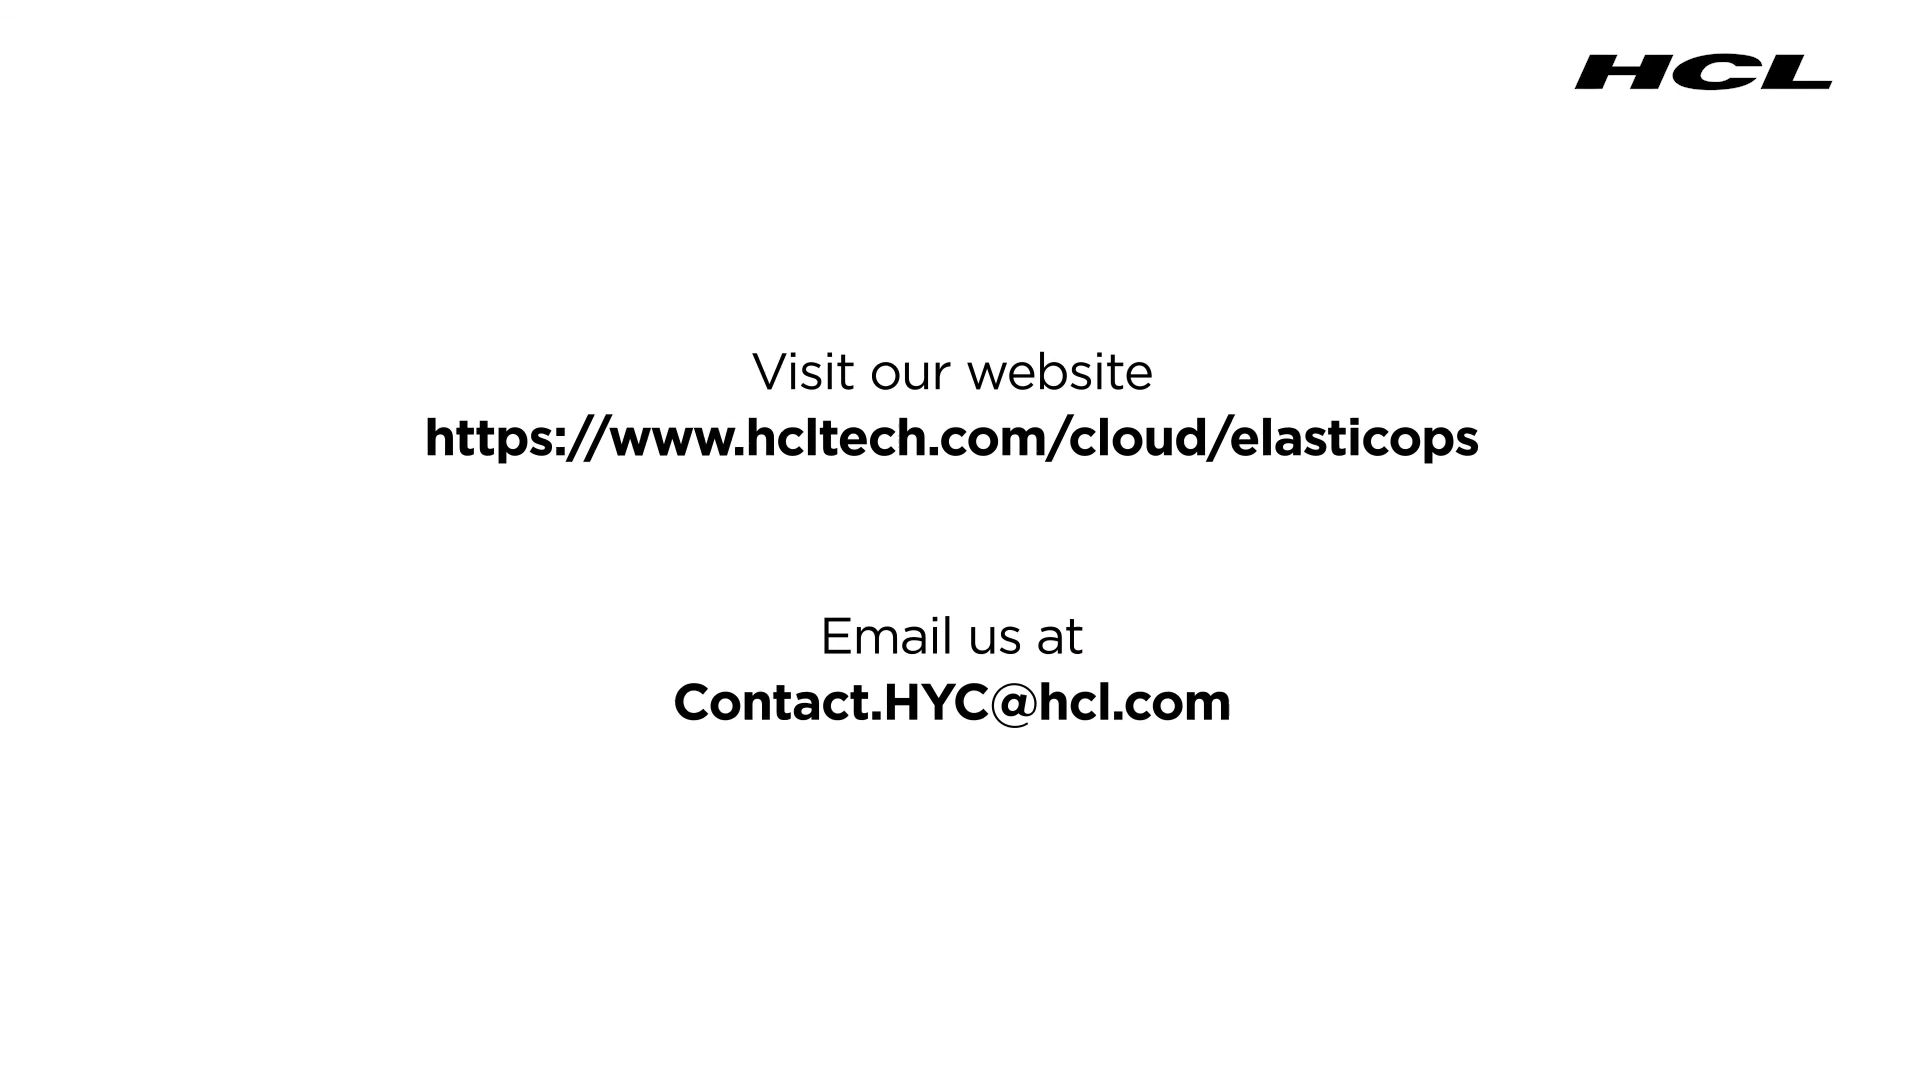 HCL
Visit our website
https://www.hcltech.com/cloud/elasticops
Email us at
Contact.HYC@hcl.com